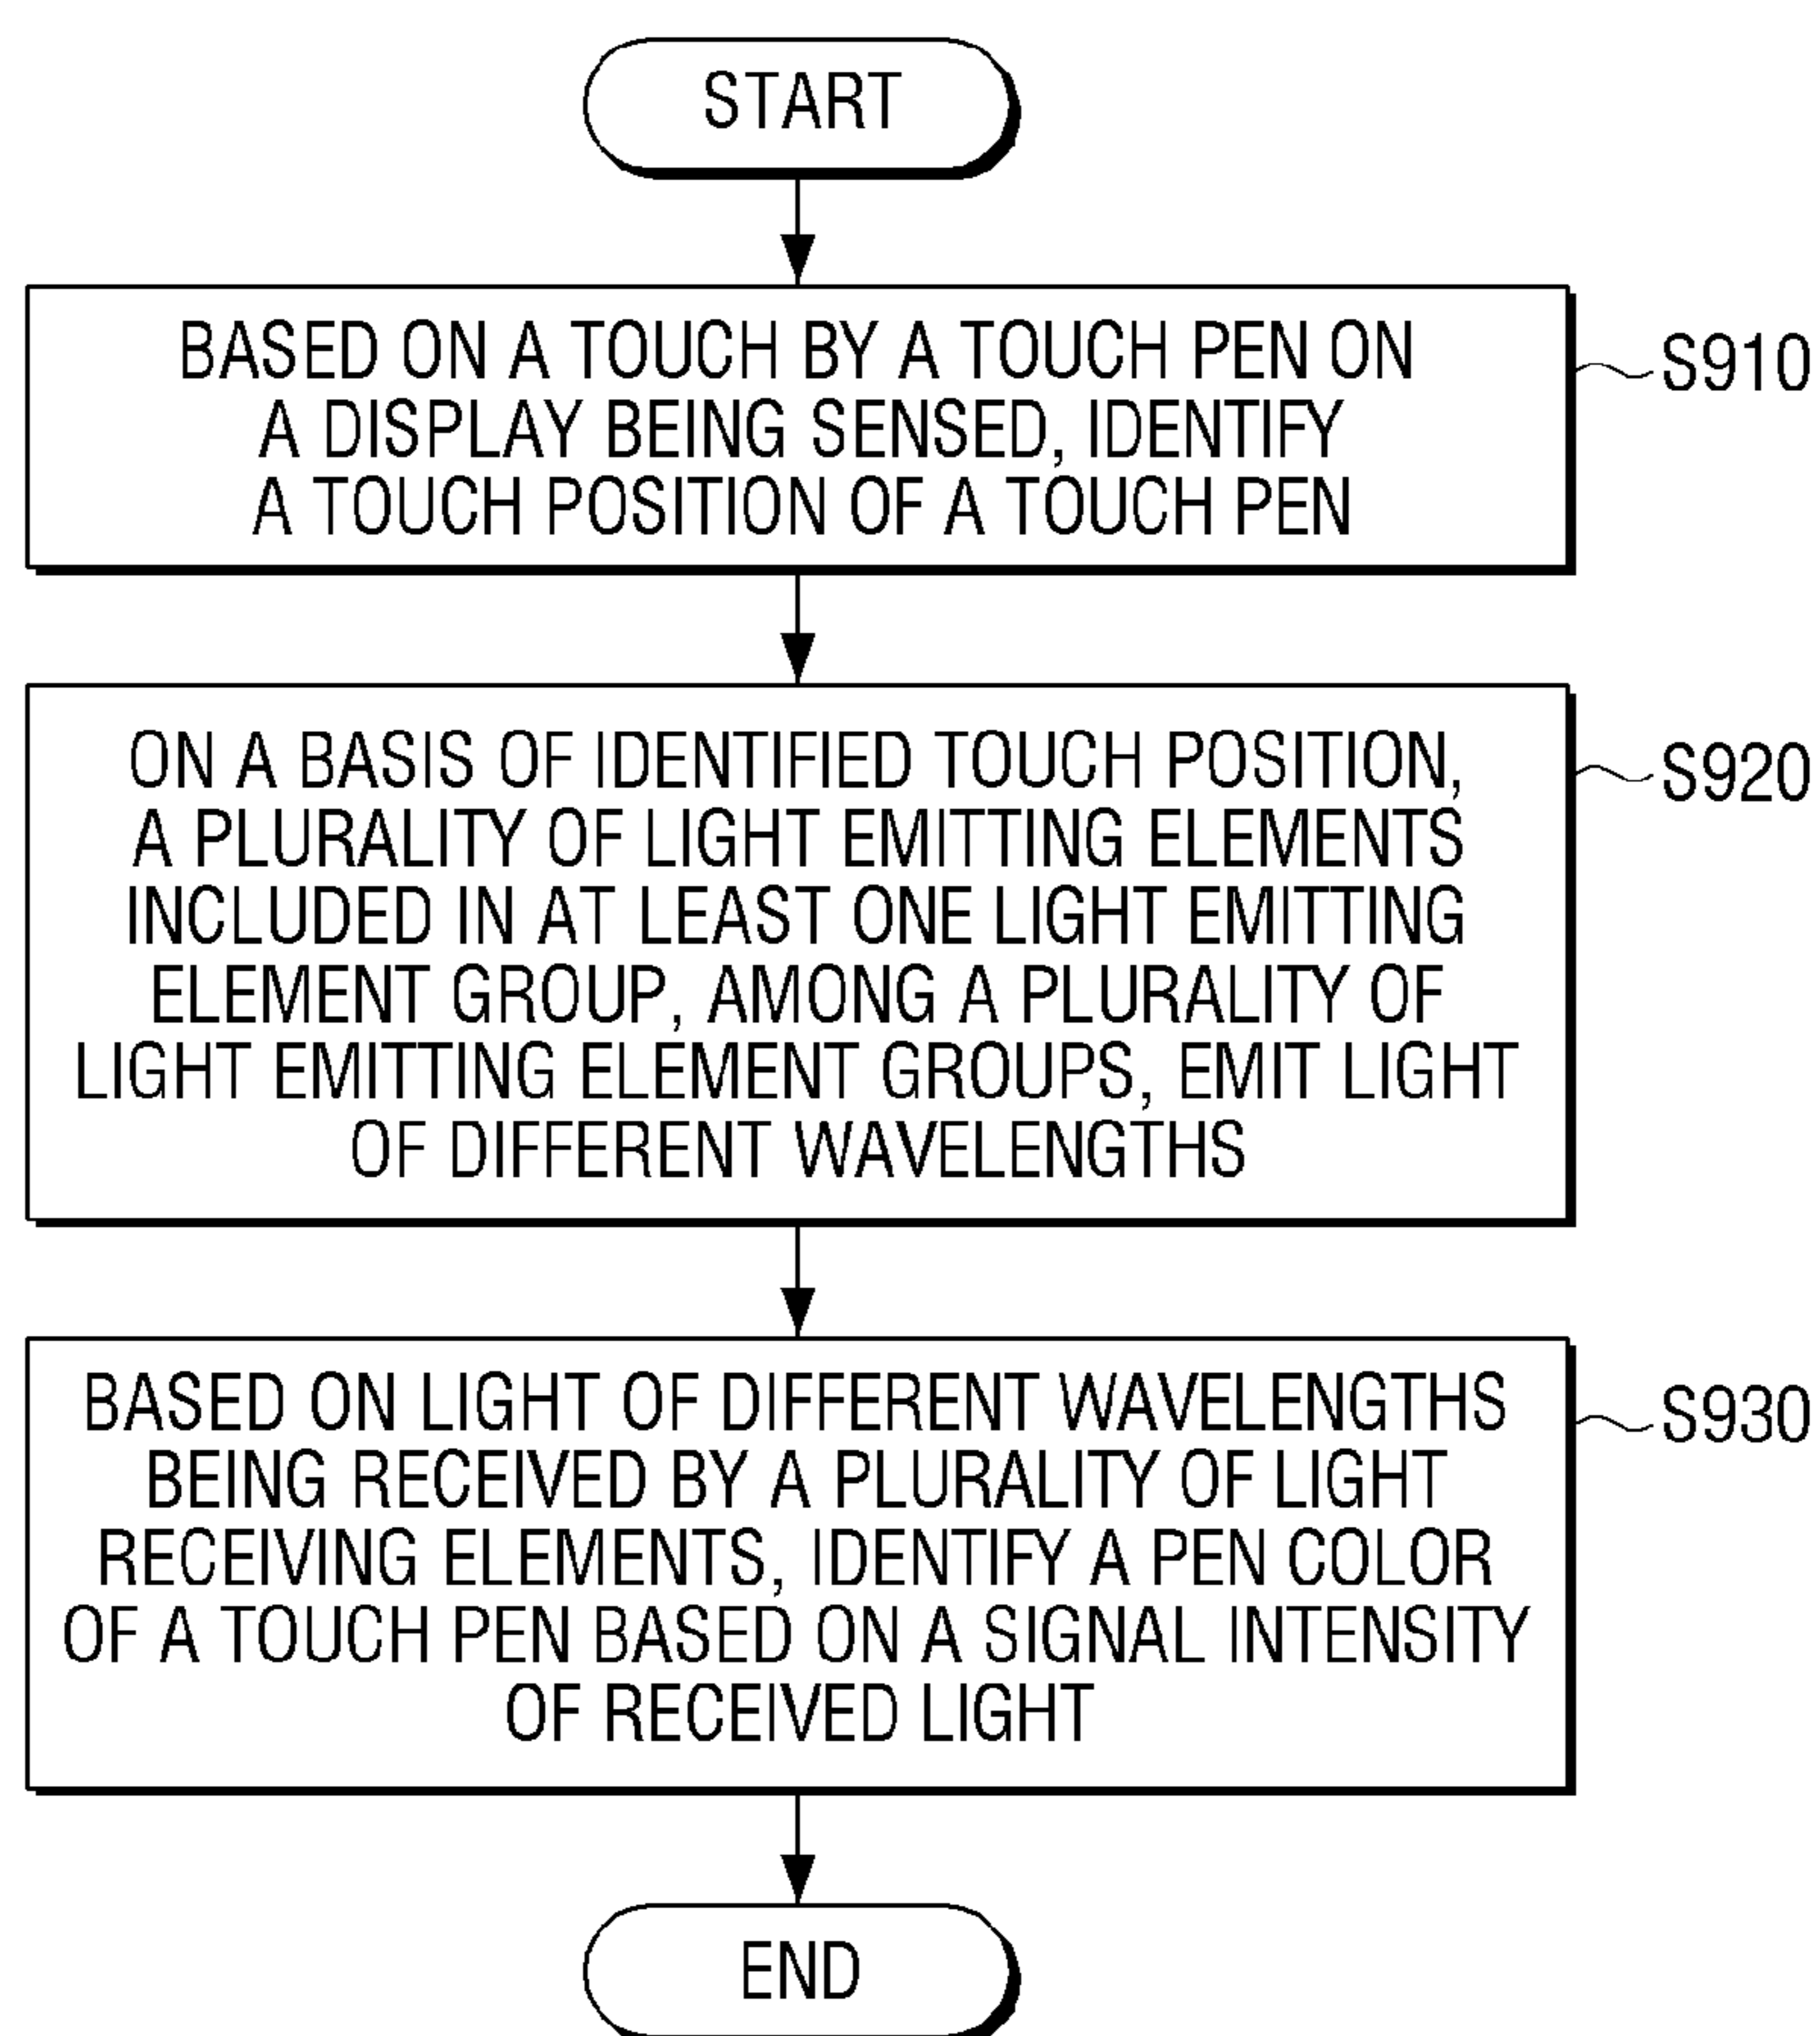 START
BASED ON A TOUCH BY A TOUCH PEN ON
A DISPLAY BEING SENSED, IDENTIFY
A TOUCH POSITION OF A TOUCH PEN
S910
ON A BASIS OF IDENTIFIED TOUCH POSITION,
A PLURALITY OF LIGHT EMITTING ELEMENTS
INCLUDED IN AT LEAST ONE LIGHT EMITTING
ELEMENT GROUP, AMONG A PLURALITY OF
LIGHT EMITTING ELEMENT GROUPS, EMIT LIGHT
OF DIFFERENT WAVELENGTHS
S920
BASED ON LIGHT OF DIFFERENT WAVELENGTHS
BEING RECEIVED BY A PLURALITY OF LIGHT
RECEIVING ELEMENTS, IDENTIFY A PEN COLOR
OF A TOUCH PEN BASED ON A SIGNAL INTENSITY
OF RECEIVED LIGHT
S930
END